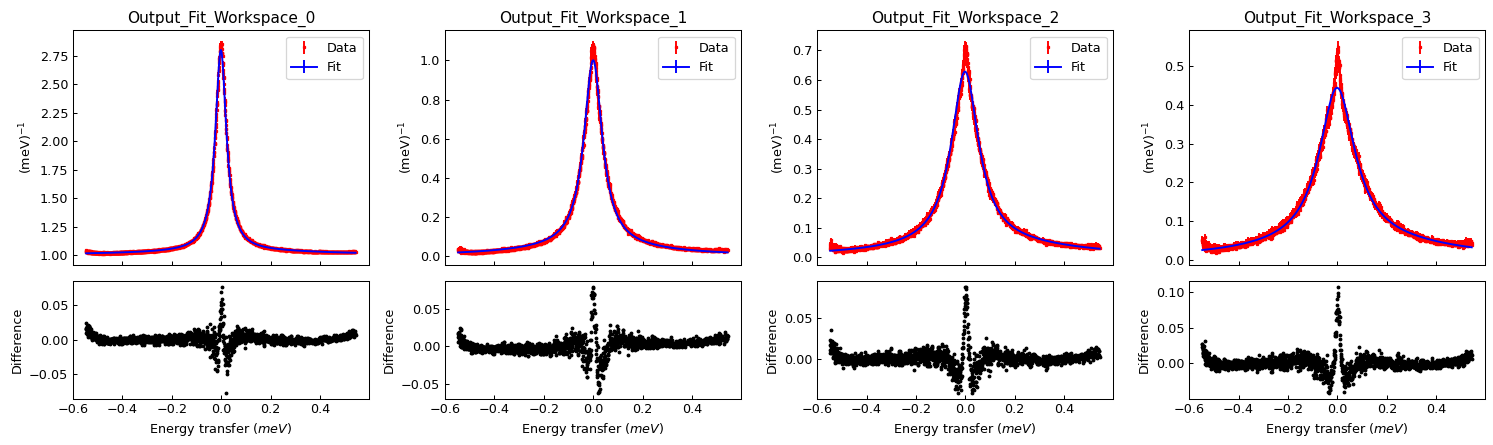 Output_Fit_Workspace_0
Output_Fit_Workspace_1
Output_Fit_Workspace_2
Output_Fit_Workspace_3
(meV)⁻¹
2.75
2.50
2.25
2.00
1.75
1.50
1.25
1.00
Data
Fit
(meV)⁻¹
1.0
0.8
0.6
0.4
0.2
0.0
Data
Fit
(meV)⁻¹
0.7
0.6
0.5
0.4
0.3
0.2
0.1
0.0
Data
Fit
(meV)⁻¹
0.5
0.4
0.3
0.2
0.1
0.0
Data
Fit
Difference
0.05
0.00
−0.05
−0.6 −0.4 −0.2 0.0 0.2 0.4
Energy transfer (meV)
Difference
0.05
0.00
−0.05
−0.6 −0.4 −0.2 0.0 0.2 0.4
Energy transfer (meV)
Difference
0.05
0.00
−0.6 −0.4 −0.2 0.0 0.2 0.4
Energy transfer (meV)
Difference
0.10
0.05
0.00
−0.6 −0.4 −0.2 0.0 0.2 0.4
Energy transfer (meV)